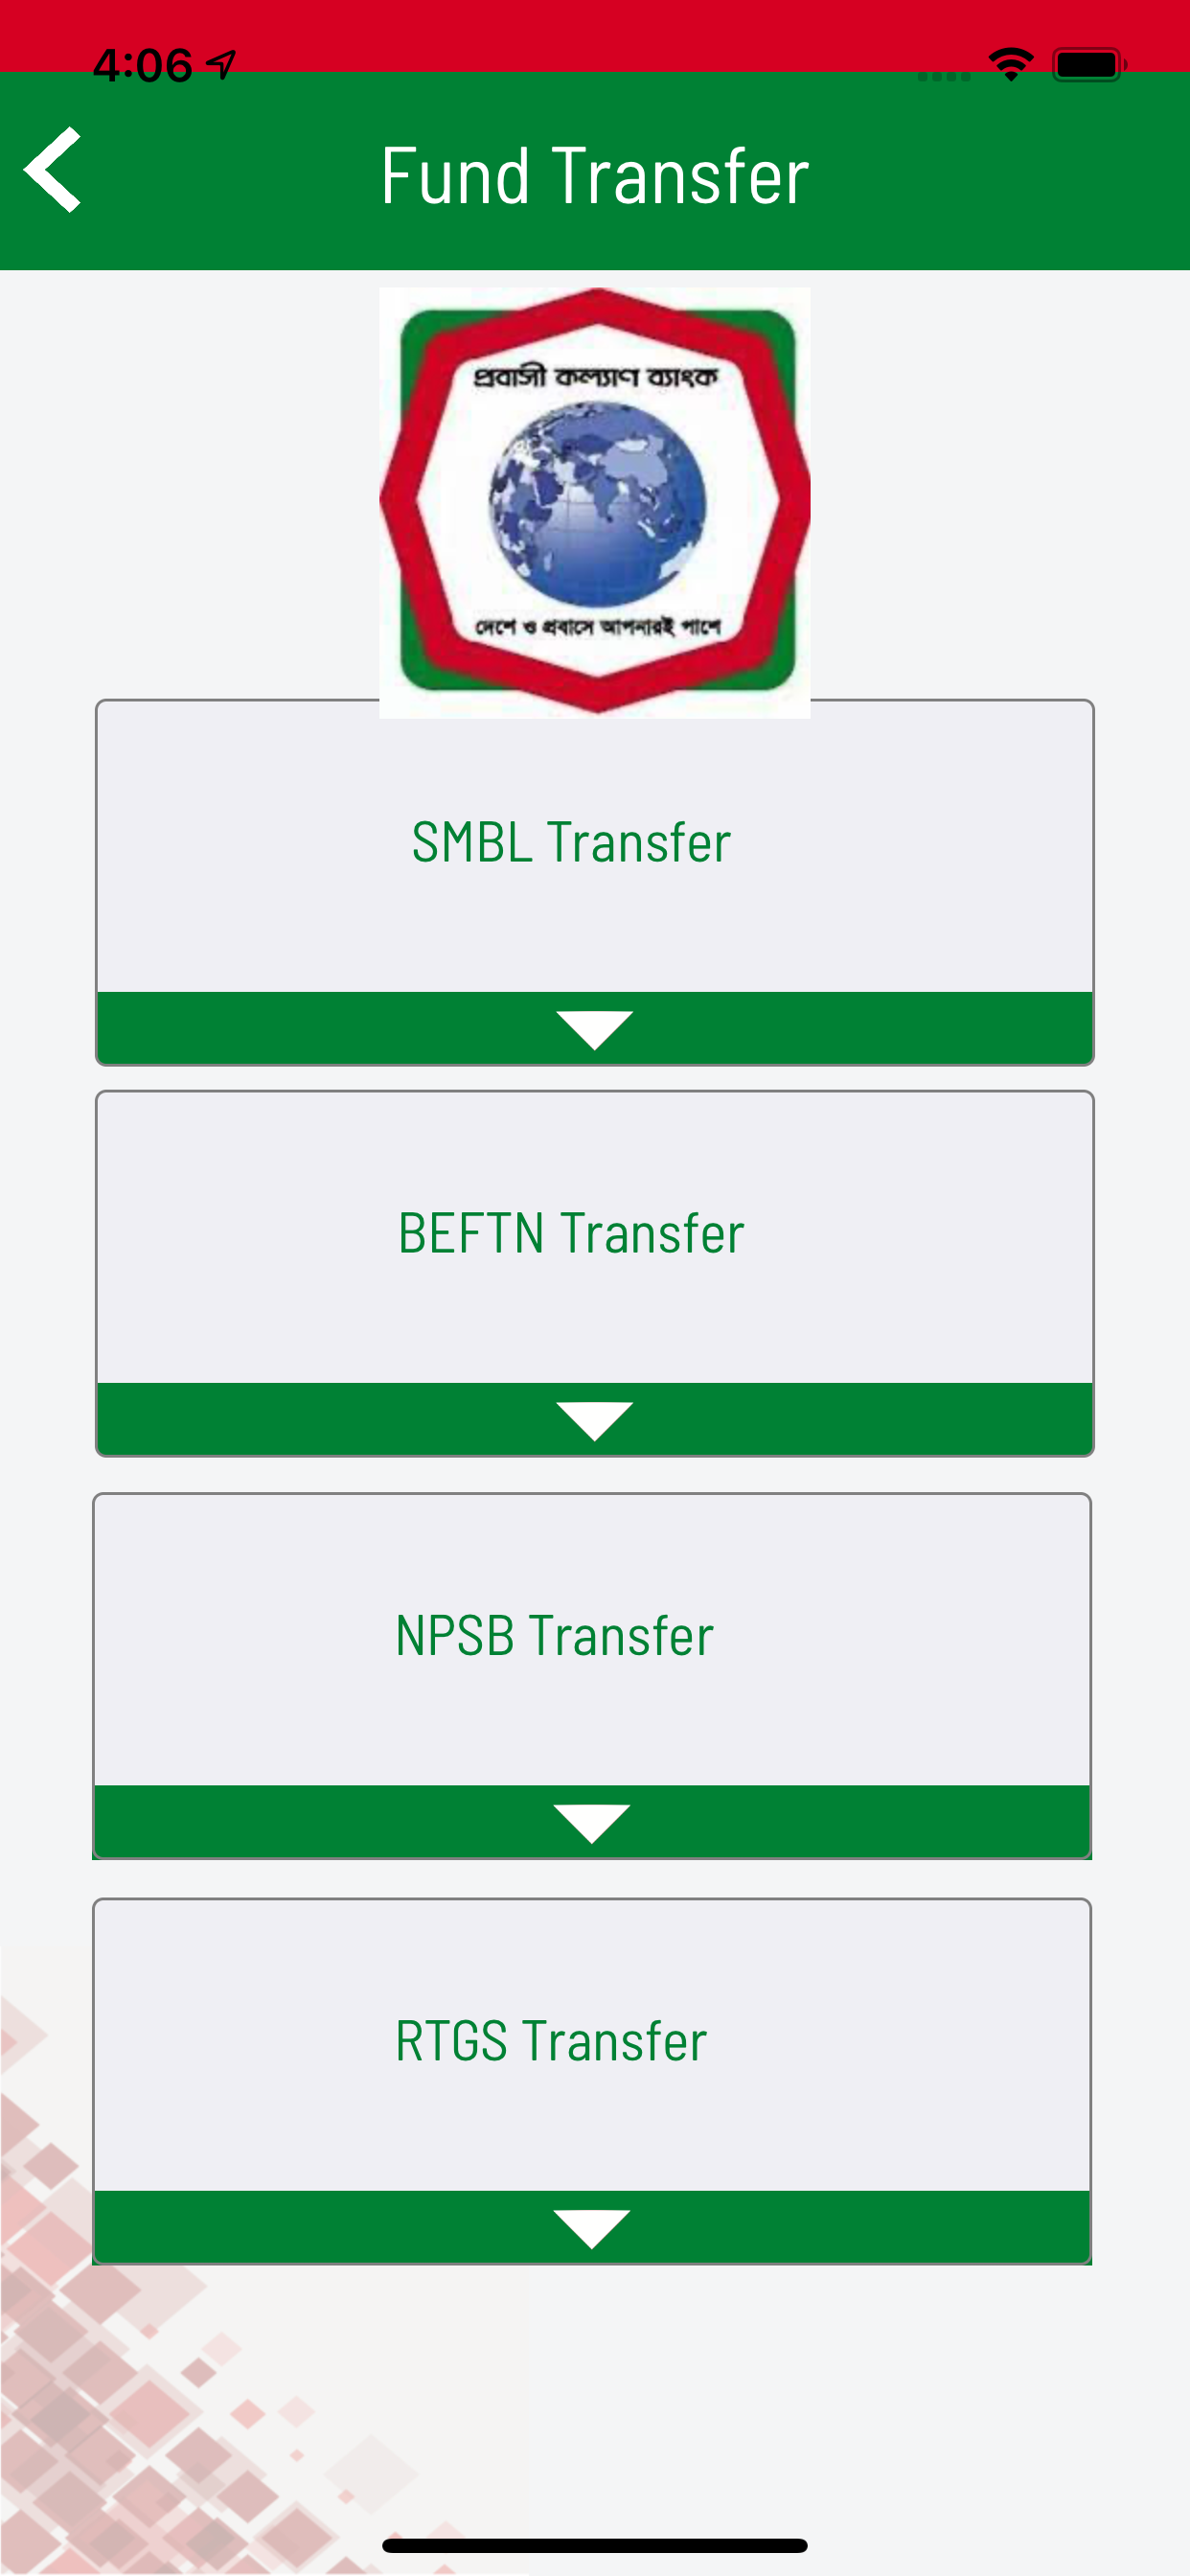 4:06
Fund Transfer
প্রবাসী কল্যাণ ব্যাংক
দেশে ও প্রবাসে আপনারই পাশে
SMBL Transfer
BEFTN Transfer
NPSB Transfer
RTGS Transfer